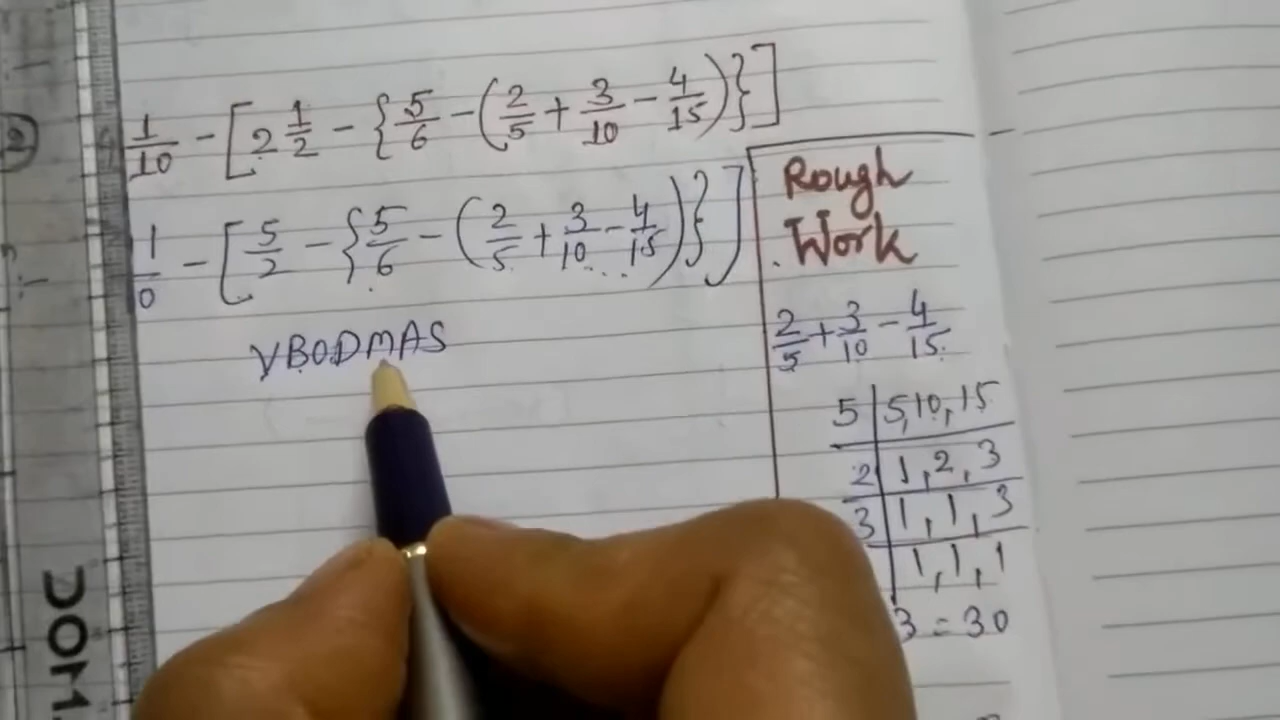 1/10 - [2 1/2 - {5/6 - (2/5 + 3/10 - 4/15)}]
1/0 - [5/2 - {5/6 - (2/5 + 3/10 - 4/15)}]
VBODMAS
Rough
Work
2/5 + 3/10 - 4/15
5 | 5, 10, 15
2 | 1, 2, 3
3 | 1, 1, 3
| 1, 1, 1
3 = 30